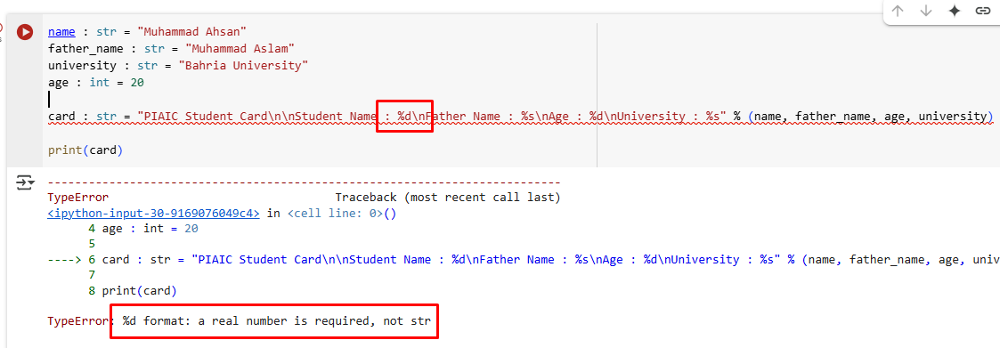 name : str = "Muhammad Ahsan"
father_name : str = "Muhammad Aslam"
university : str = "Bahria University"
age : int = 20
card : str = "PIAIC Student Card\n\nStudent Name : %d\nFather Name : %s\nAge : %d\nUniversity : %s" % (name, father_name, age, university)
print(card)
---------------------------------------------------------------------------
TypeError                                 Traceback (most recent call last)
<ipython-input-30-9169076049c4> in <cell line: 0>()
      4 age : int = 20
      5
----> 6 card : str = "PIAIC Student Card\n\nStudent Name : %d\nFather Name : %s\nAge : %d\nUniversity : %s" % (name, father_name, age, univ
      7
      8 print(card)
TypeError: %d format: a real number is required, not str